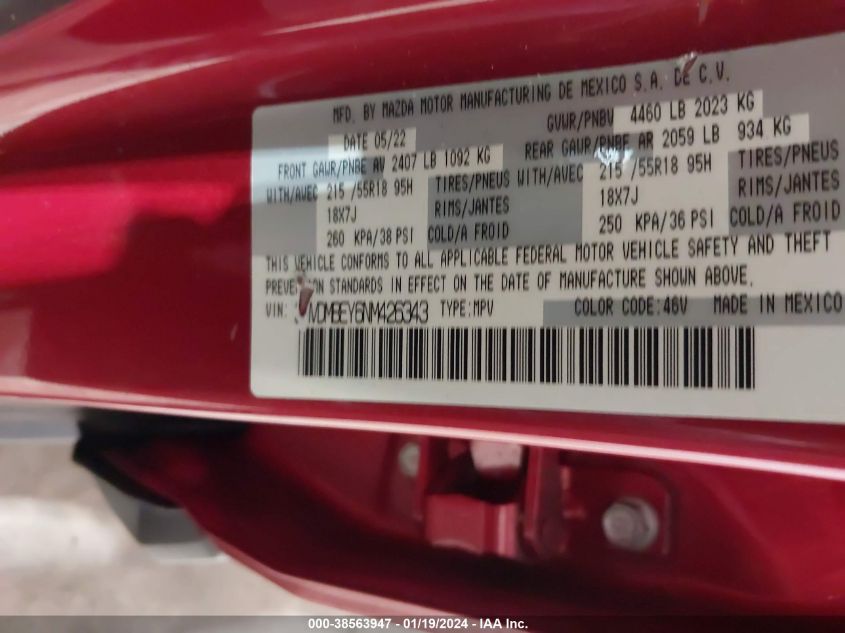 MFD. BY MAZDA MOTOR MANUFACTURING DE MEXICO S.A. DE C.V.
DATE 05/22 GVWR/PNBV 4460 LB 2023 KG
FRONT GAWR/PNBE AV 2407 LB 1092 KG REAR GAWR/PNBE AR 2059 LB 934 KG
WITH/AVEC 215 /55R18 95H TIRES/PNEUS WITH/AVEC 215 /55R18 95H TIRES/PNEUS
18X7J RIMS/JANTES 18X7J RIMS/JANTES
260 KPA/38 PSI COLD/A FROID 250 KPA/36 PSI COLD/A FROID
THIS VEHICLE CONFORMS TO ALL APPLICABLE FEDERAL MOTOR VEHICLE SAFETY AND THEFT
PREVENTION STANDARDS IN EFFECT ON THE DATE OF MANUFACTURE SHOWN ABOVE.
VIN: TYPE:MPV COLOR CODE:46V MADE IN MEXICO
000-38563947 - 01/19/2024 - IAA Inc.